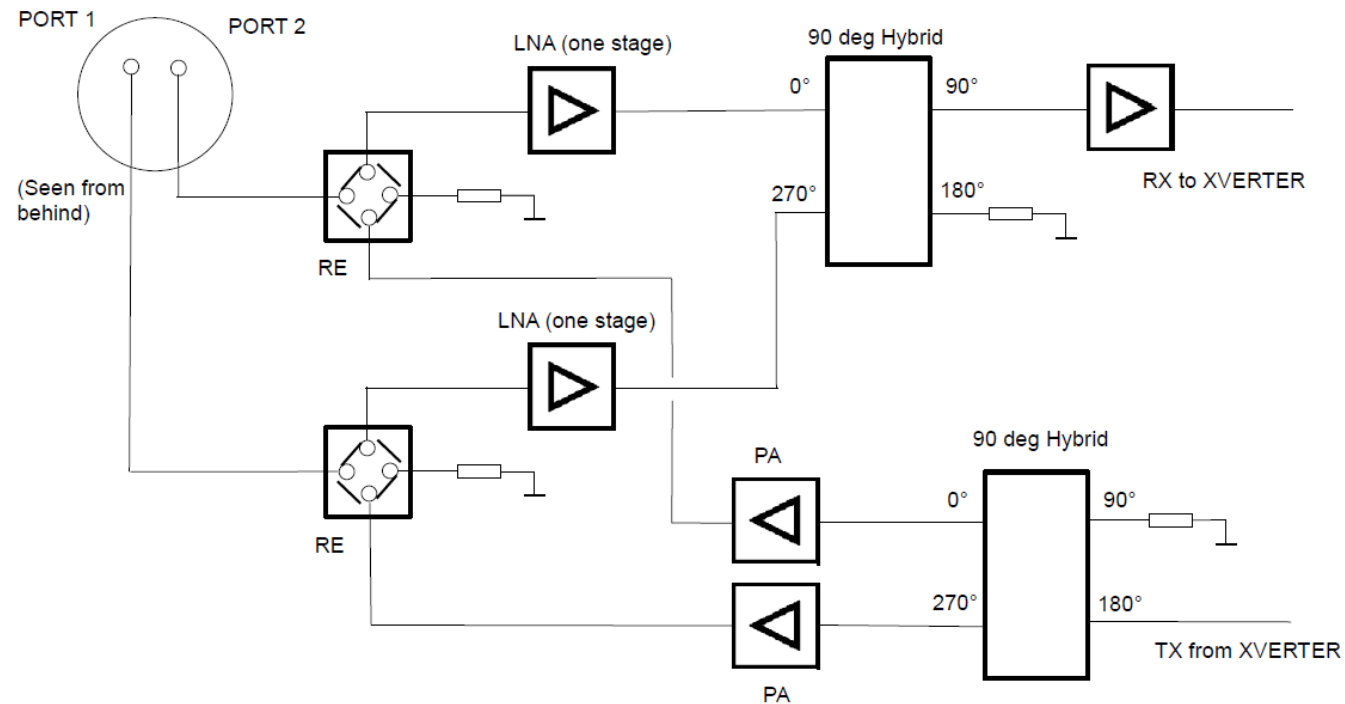 PORT 1
PORT 2
LNA (one stage)
90 deg Hybrid
0°
90°
(Seen from
behind)
270°
180°
RX to XVERTER
RE
LNA (one stage)
90 deg Hybrid
PA
0°
90°
RE
270°
180°
TX from XVERTER
PA